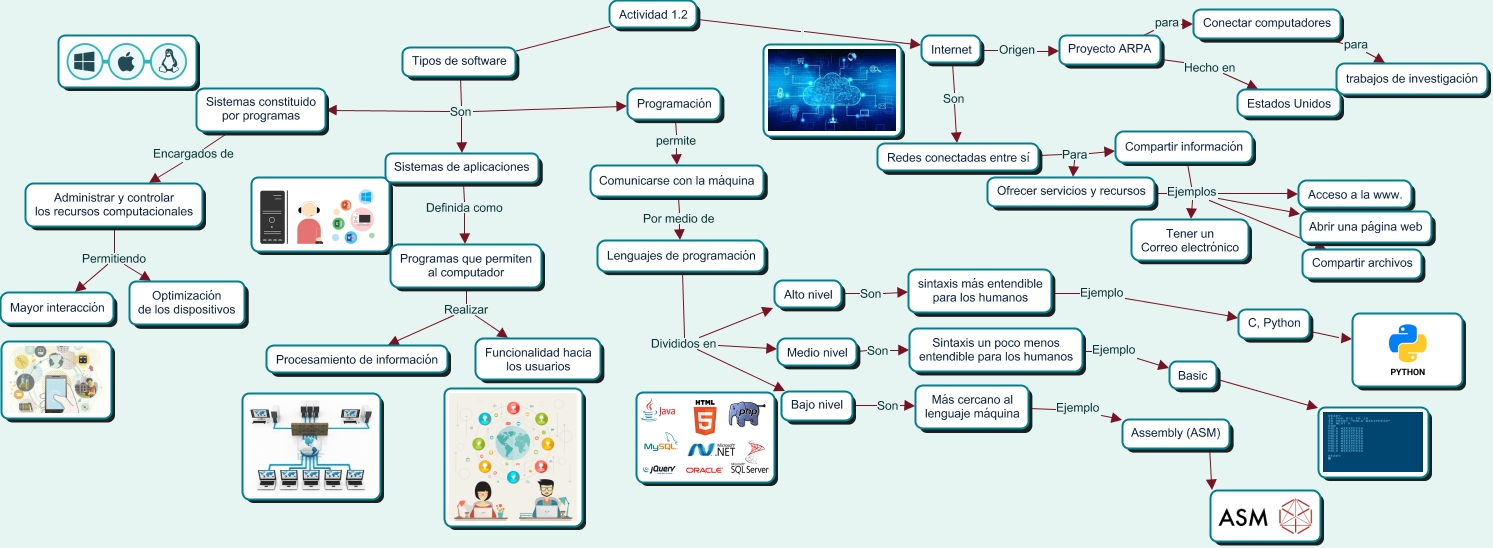 Actividad 1.2
Tipos de software
Son
Sistemas constituido
por programas
Encargados de
Administrar y controlar
los recursos computacionales
Permitiendo
Mayor interacción
Optimización
de los dispositivos
Sistemas de aplicaciones
Definida como
Programas que permiten
al computador
Realizar
Procesamiento de información
Funcionalidad hacia
los usuarios
Programación
permite
Comunicarse con la máquina
Por medio de
Lenguajes de programación
Divididos en
Alto nivel
Son
sintaxis más entendible
para los humanos
Ejemplo
C, Python
PYTHON
Medio nivel
Son
Sintaxis un poco menos
entendible para los humanos
Ejemplo
Basic
Bajo nivel
Son
Más cercano al
lenguaje máquina
Ejemplo
Assembly (ASM)
ASM
Java
HTML
5
php
MySQL
Microsoft
.NET
SQL Server
jQuery
ORACLE
Internet
Origen
Proyecto ARPA
para
Conectar computadores
para
trabajos de investigación
Hecho en
Estados Unidos
Son
Redes conectadas entre sí
Para
Compartir información
Ofrecer servicios y recursos
Ejemplos
Tener un
Correo electrónico
Acceso a la www.
Abrir una página web
Compartir archivos